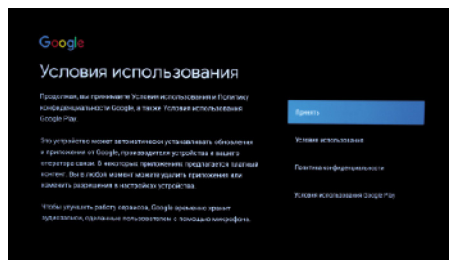 Google
Условия использования
Продолжая, вы принимаете Условия использования и Политику
конфиденциальности Google, а также Условия использования
Google Play.
Это устройство может автоматически устанавливать обновления
и приложения от Google, производителя устройства и вашего
оператора связи. В некоторых приложениях предлагается платный
контент. Вы в любой момент можете удалить приложения или
изменить разрешения в настройках устройства.
Чтобы улучшить работу сервисов, Google временно хранит
аудиозаписи, сделанные пользователем с помощью микрофона.
Принять
Условия использования
Политика конфиденциальности
Условия использования Google Play